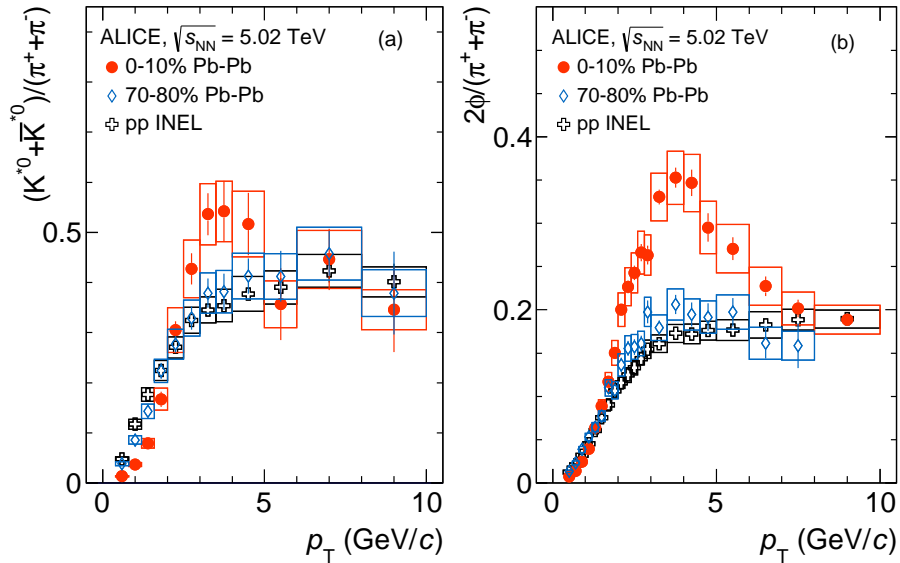 (K*⁰+K̅*⁰)/(π⁺+π⁻)
ALICE, √sNN = 5.02 TeV
(a)
0-10% Pb-Pb
70-80% Pb-Pb
pp INEL
0.5
0
0
5
10
pT (GeV/c)
2ϕ/(π⁺+π⁻)
ALICE, √sNN = 5.02 TeV
(b)
0-10% Pb-Pb
70-80% Pb-Pb
pp INEL
0.4
0.2
0
0
5
10
pT (GeV/c)